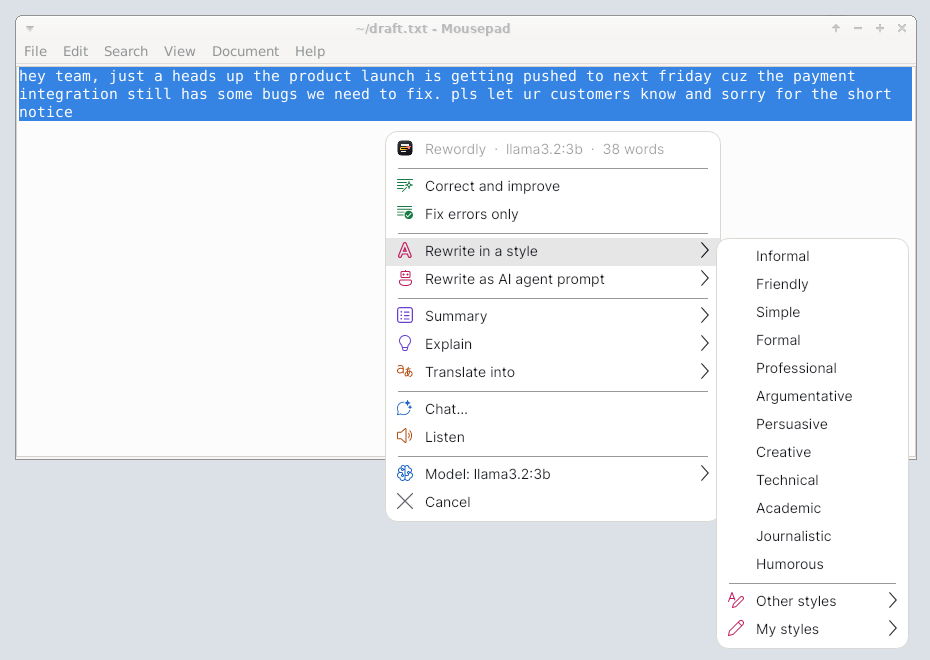 ~/draft.txt - Mousepad
File Edit Search View Document Help
hey team, just a heads up the product launch is getting pushed to next friday cuz the payment
integration still has some bugs we need to fix. pls let ur customers know and sorry for the short
notice
Rewordly · llama3.2:3b · 38 words
Correct and improve
Fix errors only
Rewrite in a style
Rewrite as AI agent prompt
Summary
Explain
Translate into
Chat...
Listen
Model: llama3.2:3b
Cancel
Informal
Friendly
Simple
Formal
Professional
Argumentative
Persuasive
Creative
Technical
Academic
Journalistic
Humorous
Other styles
My styles